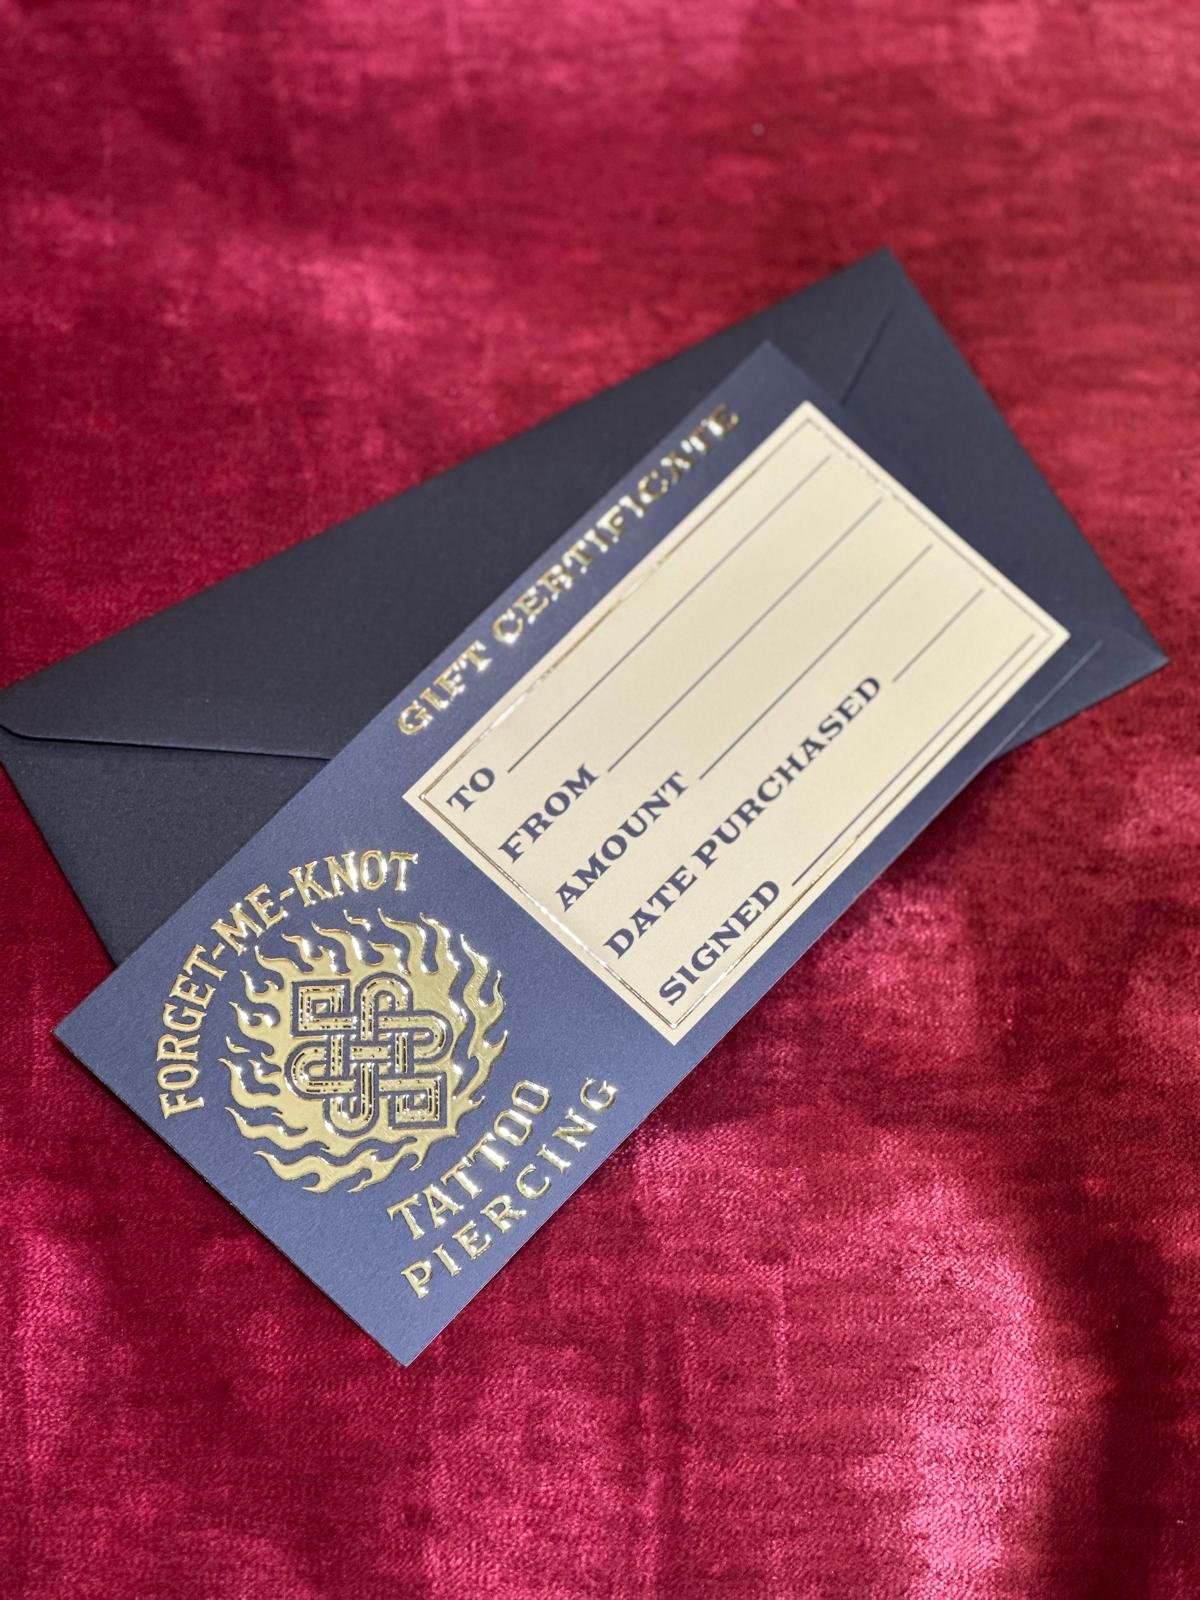 GIFT CERTIFICATE
TO
FROM
AMOUNT
DATE PURCHASED
SIGNED
FORGET-ME-KNOT
TATTOO
PIERCING